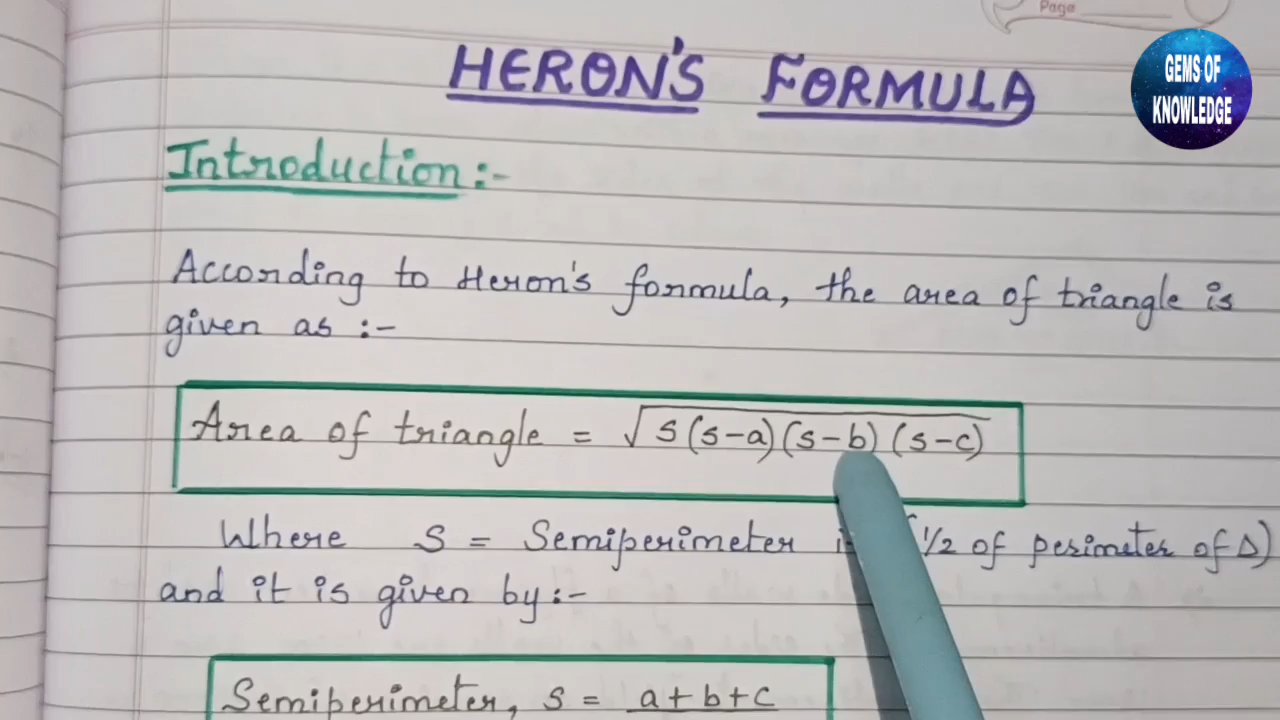 Page
GEMS OF
KNOWLEDGE
HERON'S FORMULA
Introduction:-
According to Heron's formula, the area of triangle is
given as :-
Area of triangle = √s(s-a)(s-b)(s-c)
Where s = Semiperimeter (1/2 of perimeter of Δ)
and it is given by:-
Semiperimeter, s = a+b+c